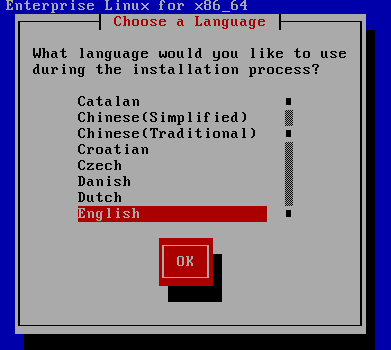 Enterprise Linux for x86_64
Choose a Language
What language would you like to use
during the installation process?
Catalan
Chinese(Simplified)
Chinese(Traditional)
Croatian
Czech
Danish
Dutch
English
OK